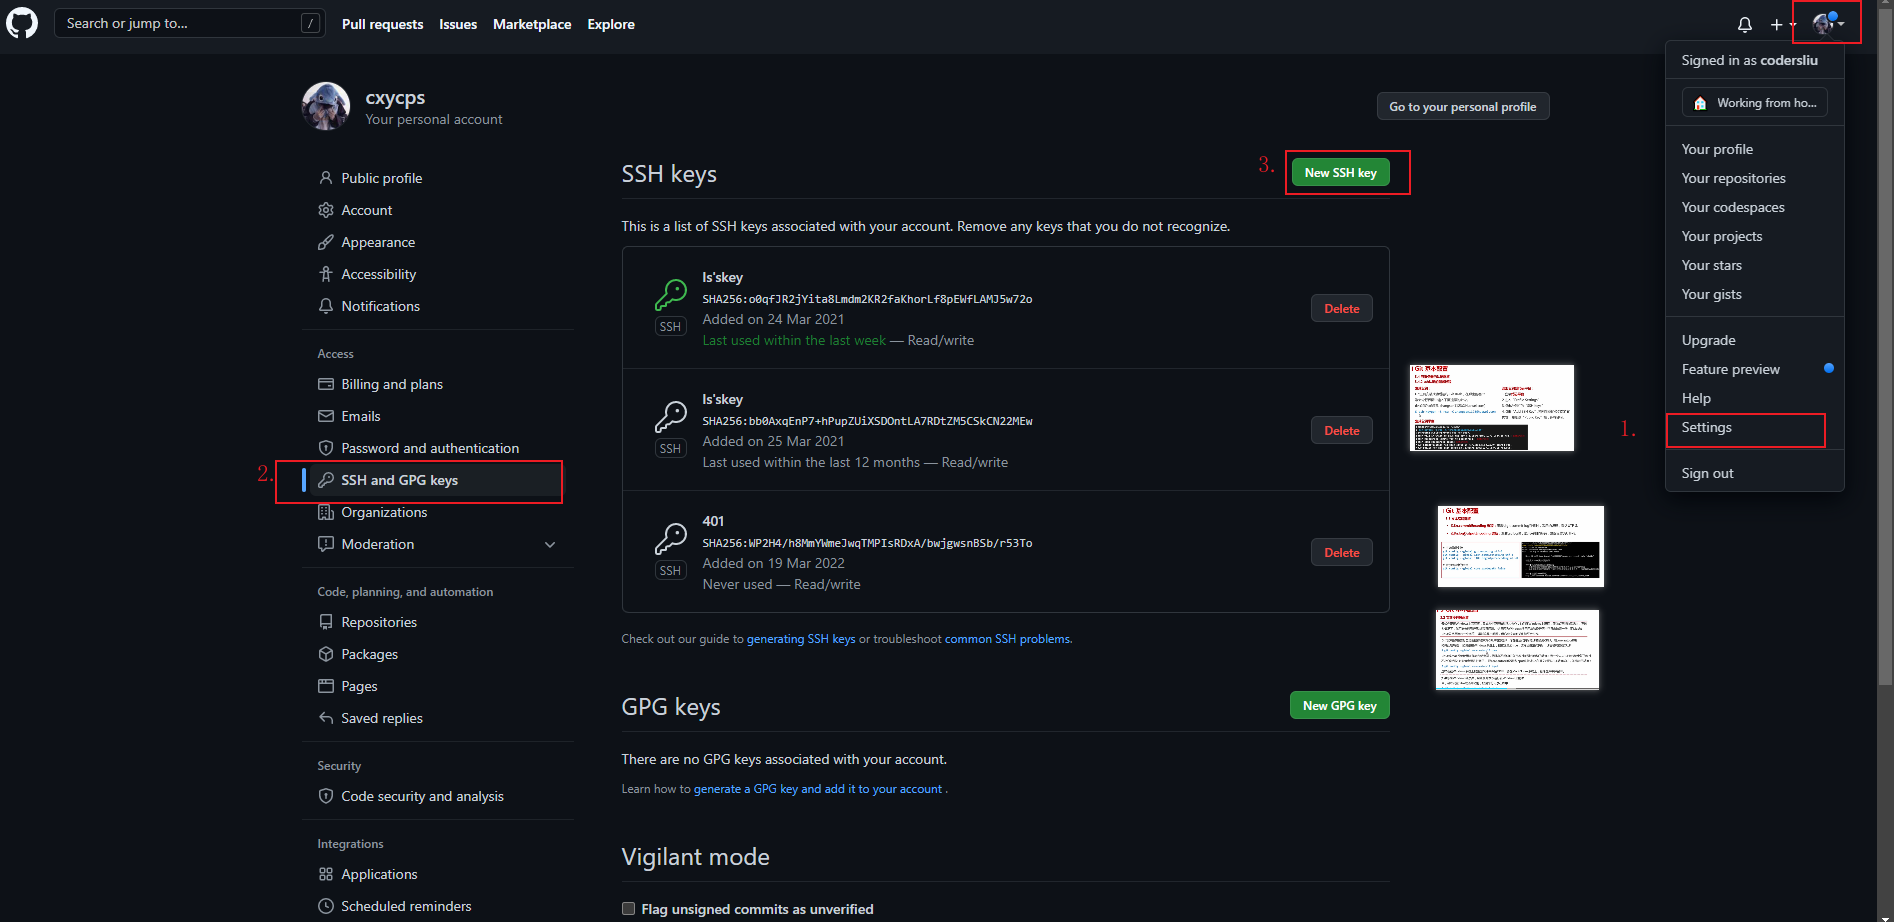 Search or jump to...
/
Pull requests
Issues
Marketplace
Explore
Signed in as codersliu
Working from ho...
Your profile
Your repositories
Your codespaces
Your projects
Your stars
Your gists
Upgrade
Feature preview
Help
1.
Settings
Sign out
cxycps
Your personal account
Go to your personal profile
Public profile
Account
Appearance
Accessibility
Notifications
Access
Billing and plans
Emails
Password and authentication
2.
SSH and GPG keys
Organizations
Moderation
Code, planning, and automation
Repositories
Packages
Pages
Saved replies
Security
Code security and analysis
Integrations
Applications
Scheduled reminders
SSH keys
3.
New SSH key
This is a list of SSH keys associated with your account. Remove any keys that you do not recognize.
ls'skey
SHA256:o0qfJR2jYita8Lmdm2KR2faKhorLf8pEWfLAMJ5w72o
Added on 24 Mar 2021
Last used within the last week — Read/write
SSH
Delete
ls'skey
SHA256:bb0AxqEnP7+hPupZUiXSDOntLA7RDtZM5CSkCN22MEw
Added on 25 Mar 2021
Last used within the last 12 months — Read/write
SSH
Delete
401
SHA256:WP2H4/h8MmYWmeJwqTMPIsRDxA/bwjgwsnBSb/r53To
Added on 19 Mar 2022
Never used — Read/write
SSH
Delete
Check out our guide to generating SSH keys or troubleshoot common SSH problems.
GPG keys
New GPG key
There are no GPG keys associated with your account.
Learn how to generate a GPG key and add it to your account .
Vigilant mode
Flag unsigned commits as unverified
Git 基本配置
Git 基本配置